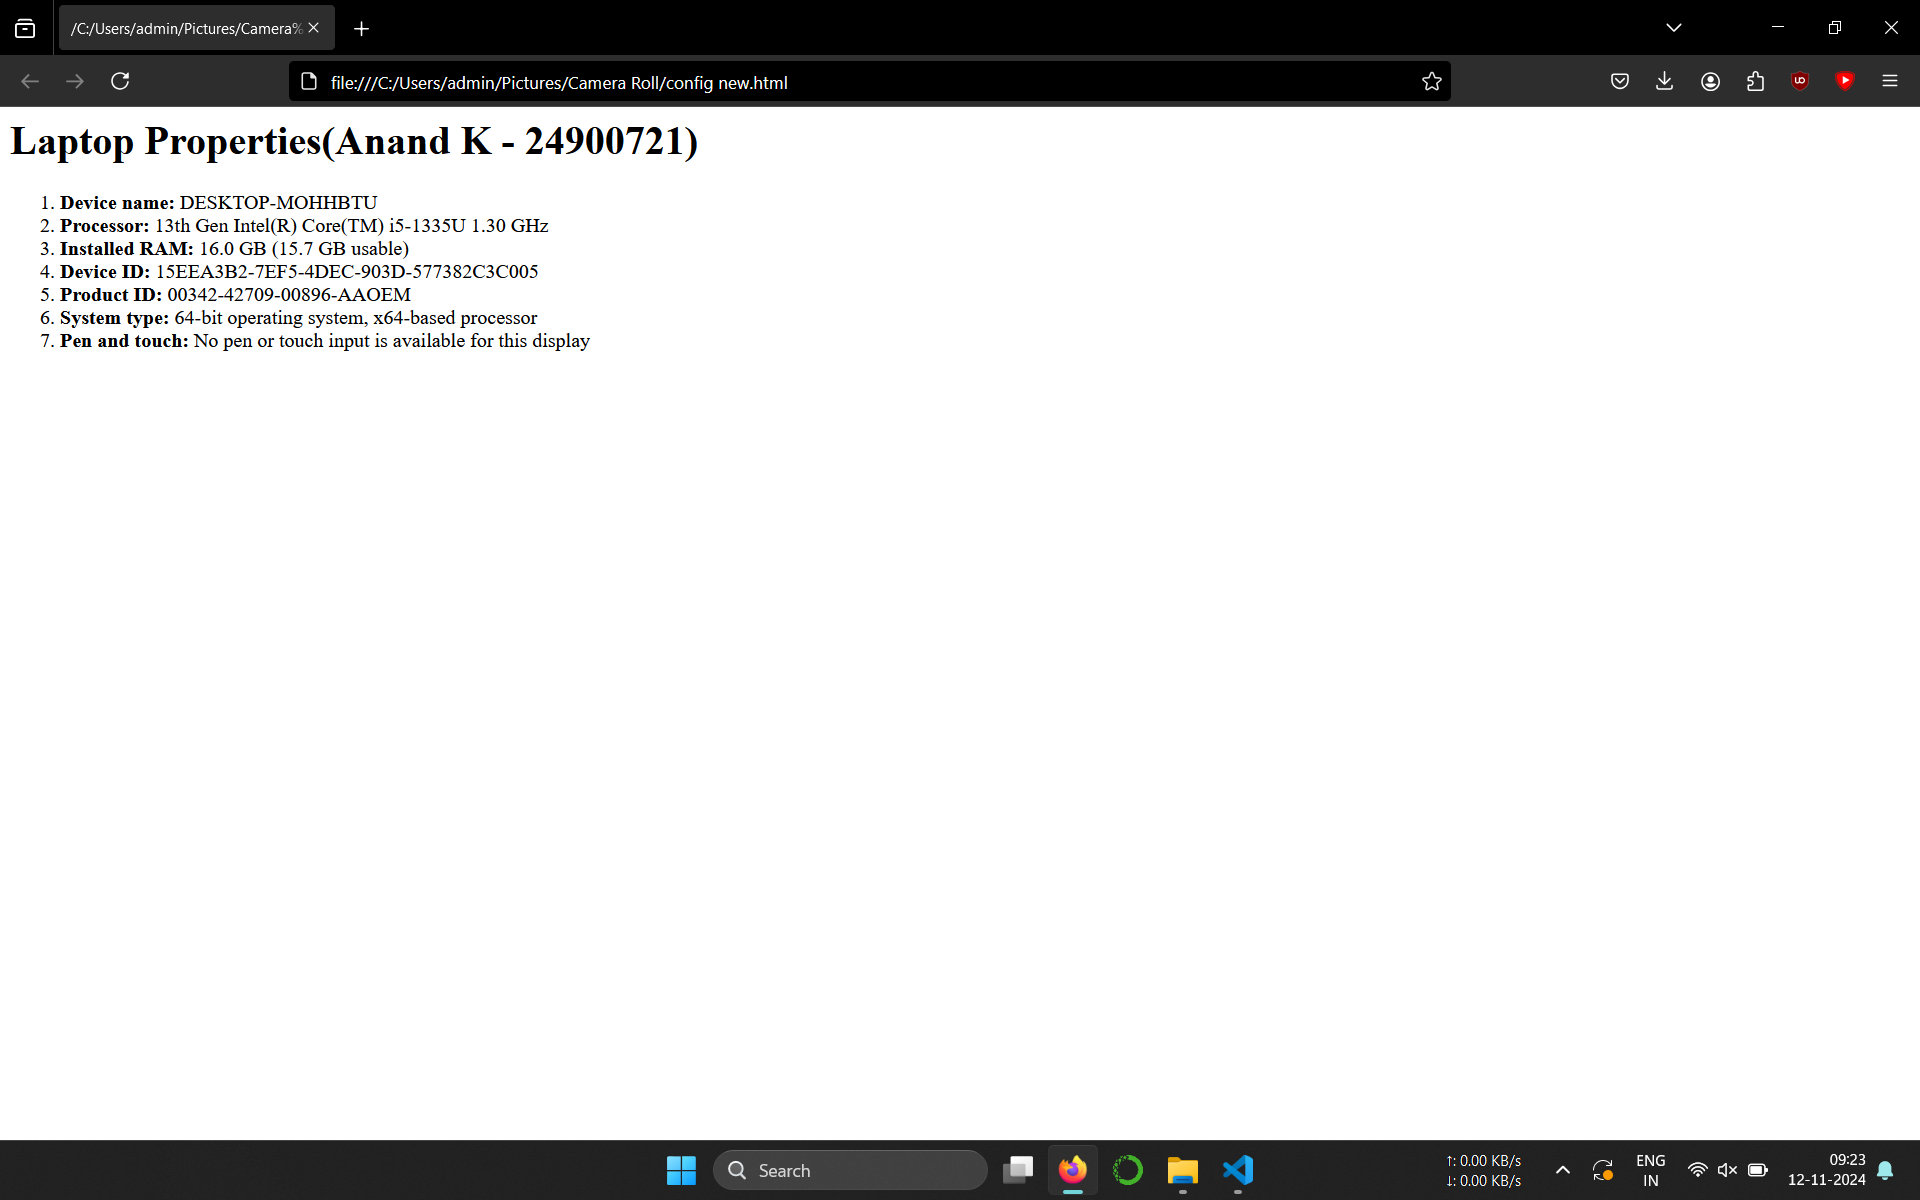 /C:/Users/admin/Pictures/Camera%
file:///C:/Users/admin/Pictures/Camera Roll/config new.html
Laptop Properties(Anand K - 24900721)
1. Device name: DESKTOP-MOHHBTU
2. Processor: 13th Gen Intel(R) Core(TM) i5-1335U 1.30 GHz
3. Installed RAM: 16.0 GB (15.7 GB usable)
4. Device ID: 15EEA3B2-7EF5-4DEC-903D-577382C3C005
5. Product ID: 00342-42709-00896-AAOEM
6. System type: 64-bit operating system, x64-based processor
7. Pen and touch: No pen or touch input is available for this display
Search
↑: 0.00 KB/s
↓: 0.00 KB/s
ENG
IN
09:23
12-11-2024